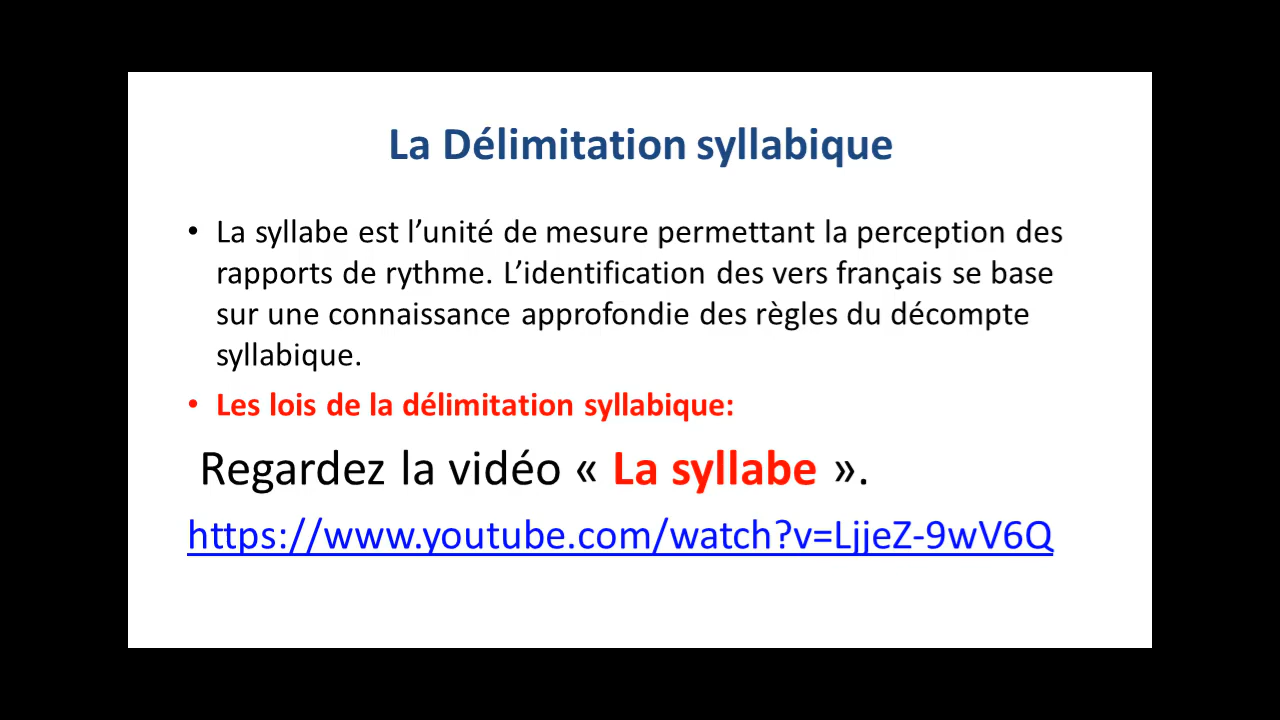 La Délimitation syllabique
• La syllabe est l’unité de mesure permettant la perception des
rapports de rythme. L’identification des vers français se base
sur une connaissance approfondie des règles du décompte
syllabique.
• Les lois de la délimitation syllabique:
Regardez la vidéo « La syllabe ».
https://www.youtube.com/watch?v=LjjeZ-9wV6Q